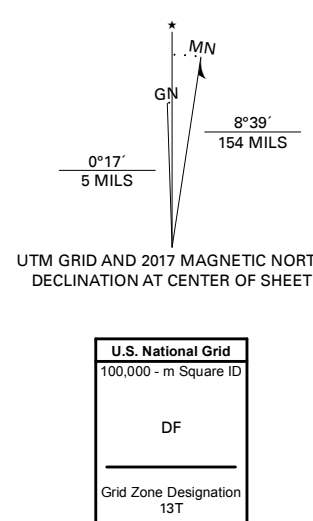 ★
MN
GN
8°39´
154 MILS
0°17´
5 MILS
UTM GRID AND 2017 MAGNETIC NORT
DECLINATION AT CENTER OF SHEET
U.S. National Grid
100,000 - m Square ID
DF
Grid Zone Designation
13T